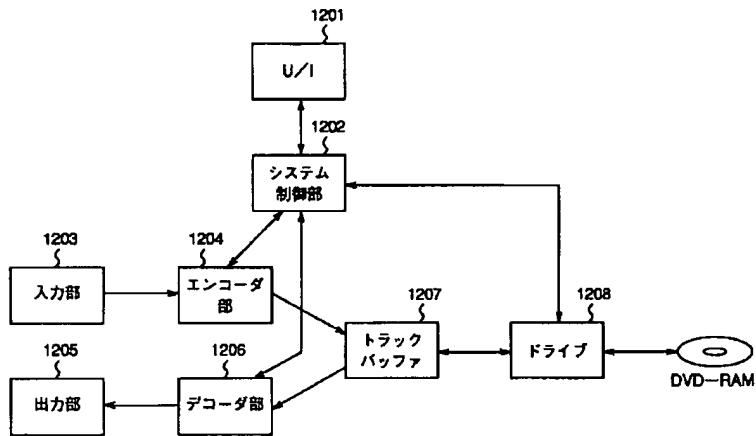 1201
U/I
1202
システム
制御部
1203
入力部
1204
エンコーダ
部
1207
トラック
バッファ
1208
ドライブ
DVD-RAM
1205
出力部
1206
デコーダ部